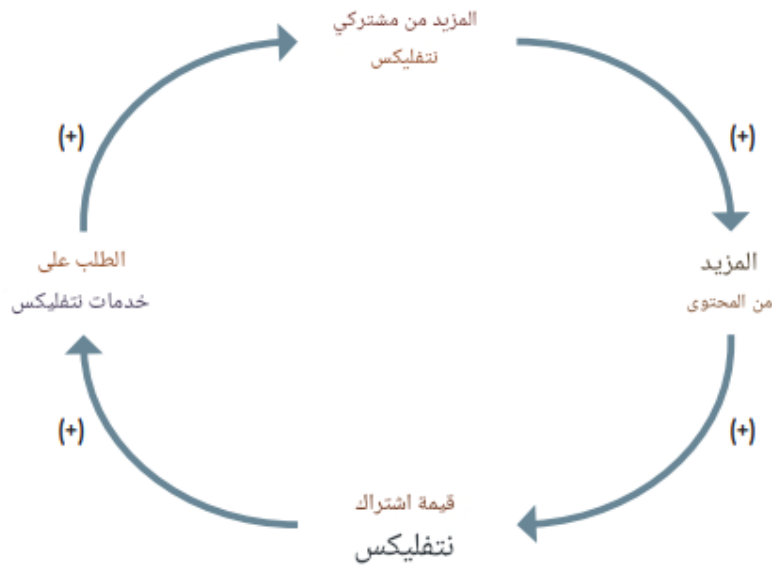 المزيد من مشتركي
نتفليكس
(+)
(+)
المزيد
من المحتوى
الطلب على
خدمات نتفليكس
(+)
(+)
قيمة اشتراك
نتفليكس